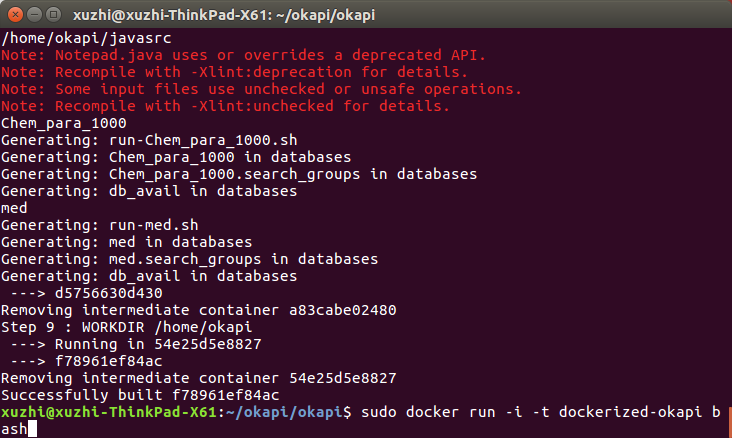 xuzhi@xuzhi-ThinkPad-X61: ~/okapi/okapi
/home/okapi/javasrc
Note: Notepad.java uses or overrides a deprecated API.
Note: Recompile with -Xlint:deprecation for details.
Note: Some input files use unchecked or unsafe operations.
Note: Recompile with -Xlint:unchecked for details.
Chem_para_1000
Generating: run-Chem_para_1000.sh
Generating: Chem_para_1000 in databases
Generating: Chem_para_1000.search_groups in databases
Generating: db_avail in databases
med
Generating: run-med.sh
Generating: med in databases
Generating: med.search_groups in databases
Generating: db_avail in databases
 ---> d5756630d430
Removing intermediate container a83cabe02480
Step 9 : WORKDIR /home/okapi
 ---> Running in 54e25d5e8827
 ---> f78961ef84ac
Removing intermediate container 54e25d5e8827
Successfully built f78961ef84ac
xuzhi@xuzhi-ThinkPad-X61:~/okapi/okapi$ sudo docker run -i -t dockerized-okapi b
ash